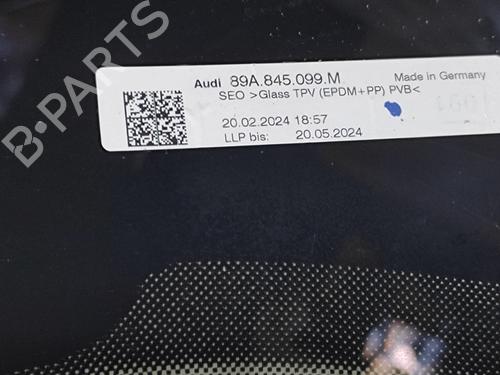 B-PARTS
Audi 89A.845.099.M Made in Germany
SEO >Glass TPV (EPDM+PP) PVB<
20.02.2024 18:57
LLP bis: 20.05.2024